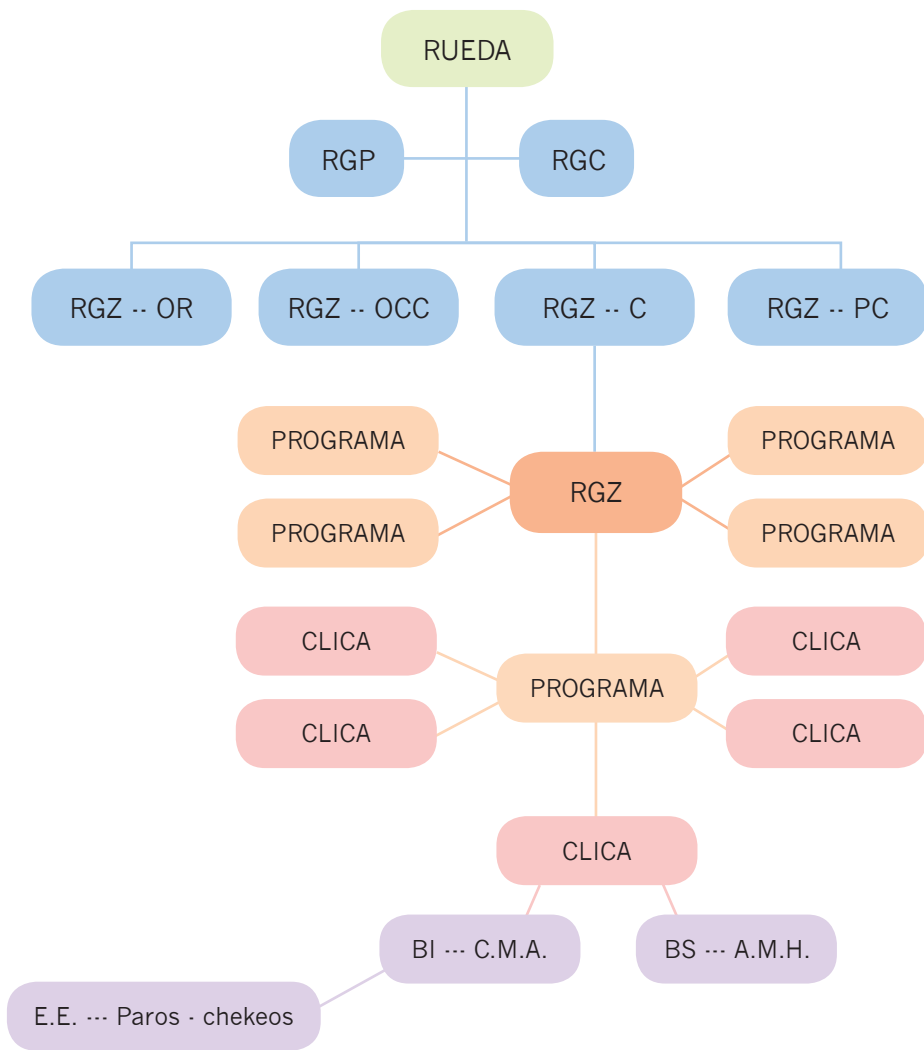 RUEDA
RGP
RGC
RGZ -- OR
RGZ -- OCC
RGZ -- C
RGZ -- PC
PROGRAMA
PROGRAMA
RGZ
PROGRAMA
PROGRAMA
CLICA
CLICA
PROGRAMA
CLICA
CLICA
CLICA
BI --- C.M.A.
BS --- A.M.H.
E.E. --- Paros - chekeos